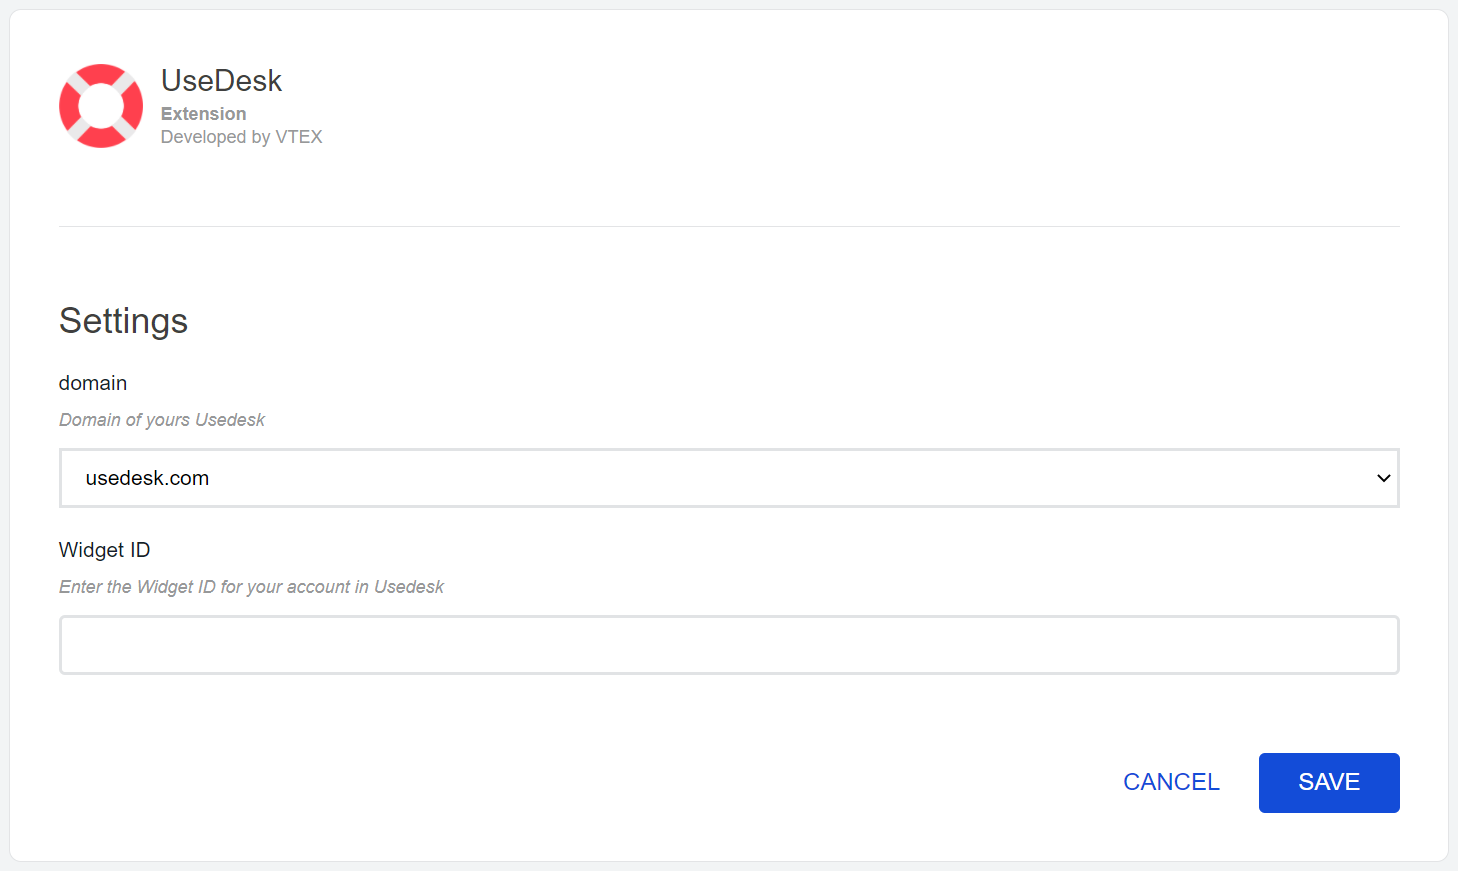 UseDesk
Extension
Developed by VTEX
Settings
domain
Domain of yours Usedesk
usedesk.com
Widget ID
Enter the Widget ID for your account in Usedesk
CANCEL
SAVE